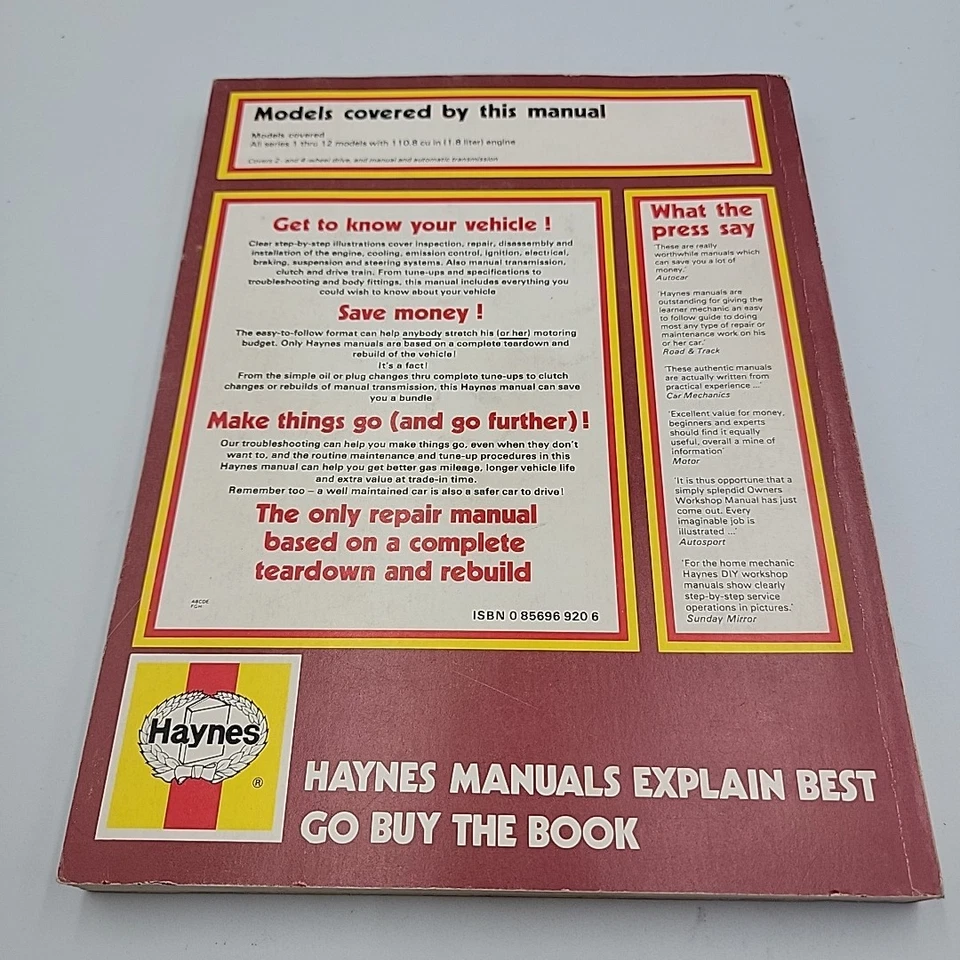 Models covered by this manual
Models covered
All series 1 thru 12 models with 110.8 cu in (1.8 liter) engine
Covers 2- and 4-wheel drive, and manual and automatic transmission
Get to know your vehicle !
Clear step-by-step illustrations cover inspection, repair, disassembly and
installation of the engine, cooling, emission control, ignition, electrical,
braking, suspension and steering systems. Also manual transmission,
clutch and drive train. From tune-ups and specifications to
troubleshooting and body fittings, this manual includes everything you
could wish to know about your vehicle
Save money !
The easy-to-follow format can help anybody stretch his (or her) motoring
budget. Only Haynes manuals are based on a complete teardown and
rebuild of the vehicle!
It's a fact!
From the simple oil or plug changes thru complete tune-ups to clutch
changes or rebuilds of manual transmission, this Haynes manual can save
you a bundle
Make things go (and go further) !
Our troubleshooting can help you make things go, even when they don't
want to, and the routine maintenance and tune-up procedures in this
Haynes manual can help you get better gas mileage, longer vehicle life
and extra value at trade-in time.
Remember too – a well maintained car is also a safer car to drive!
The only repair manual
based on a complete
teardown and rebuild
ABCDE
FGH
ISBN 0 85696 920 6
What the
press say
'These are really
worthwhile manuals which
can save you a lot of
money.'
Autocar
'Haynes manuals are
outstanding for giving the
learner mechanic an easy
to follow guide to doing
most any type of repair or
maintenance work on his
or her car.'
Road & Track
'These authentic manuals
are actually written from
practical experience ...'
Car Mechanics
'Excellent value for money,
beginners and experts
should find it equally
useful, overall a mine of
information'
Motor
'It is thus opportune that a
simply splendid Owners
Workshop Manual has just
come out. Every
imaginable job is
illustrated ...'
Autosport
'For the home mechanic
Haynes DIY workshop
manuals show clearly
step-by-step service
operations in pictures.'
Sunday Mirror
Haynes
®
HAYNES MANUALS EXPLAIN BEST
GO BUY THE BOOK